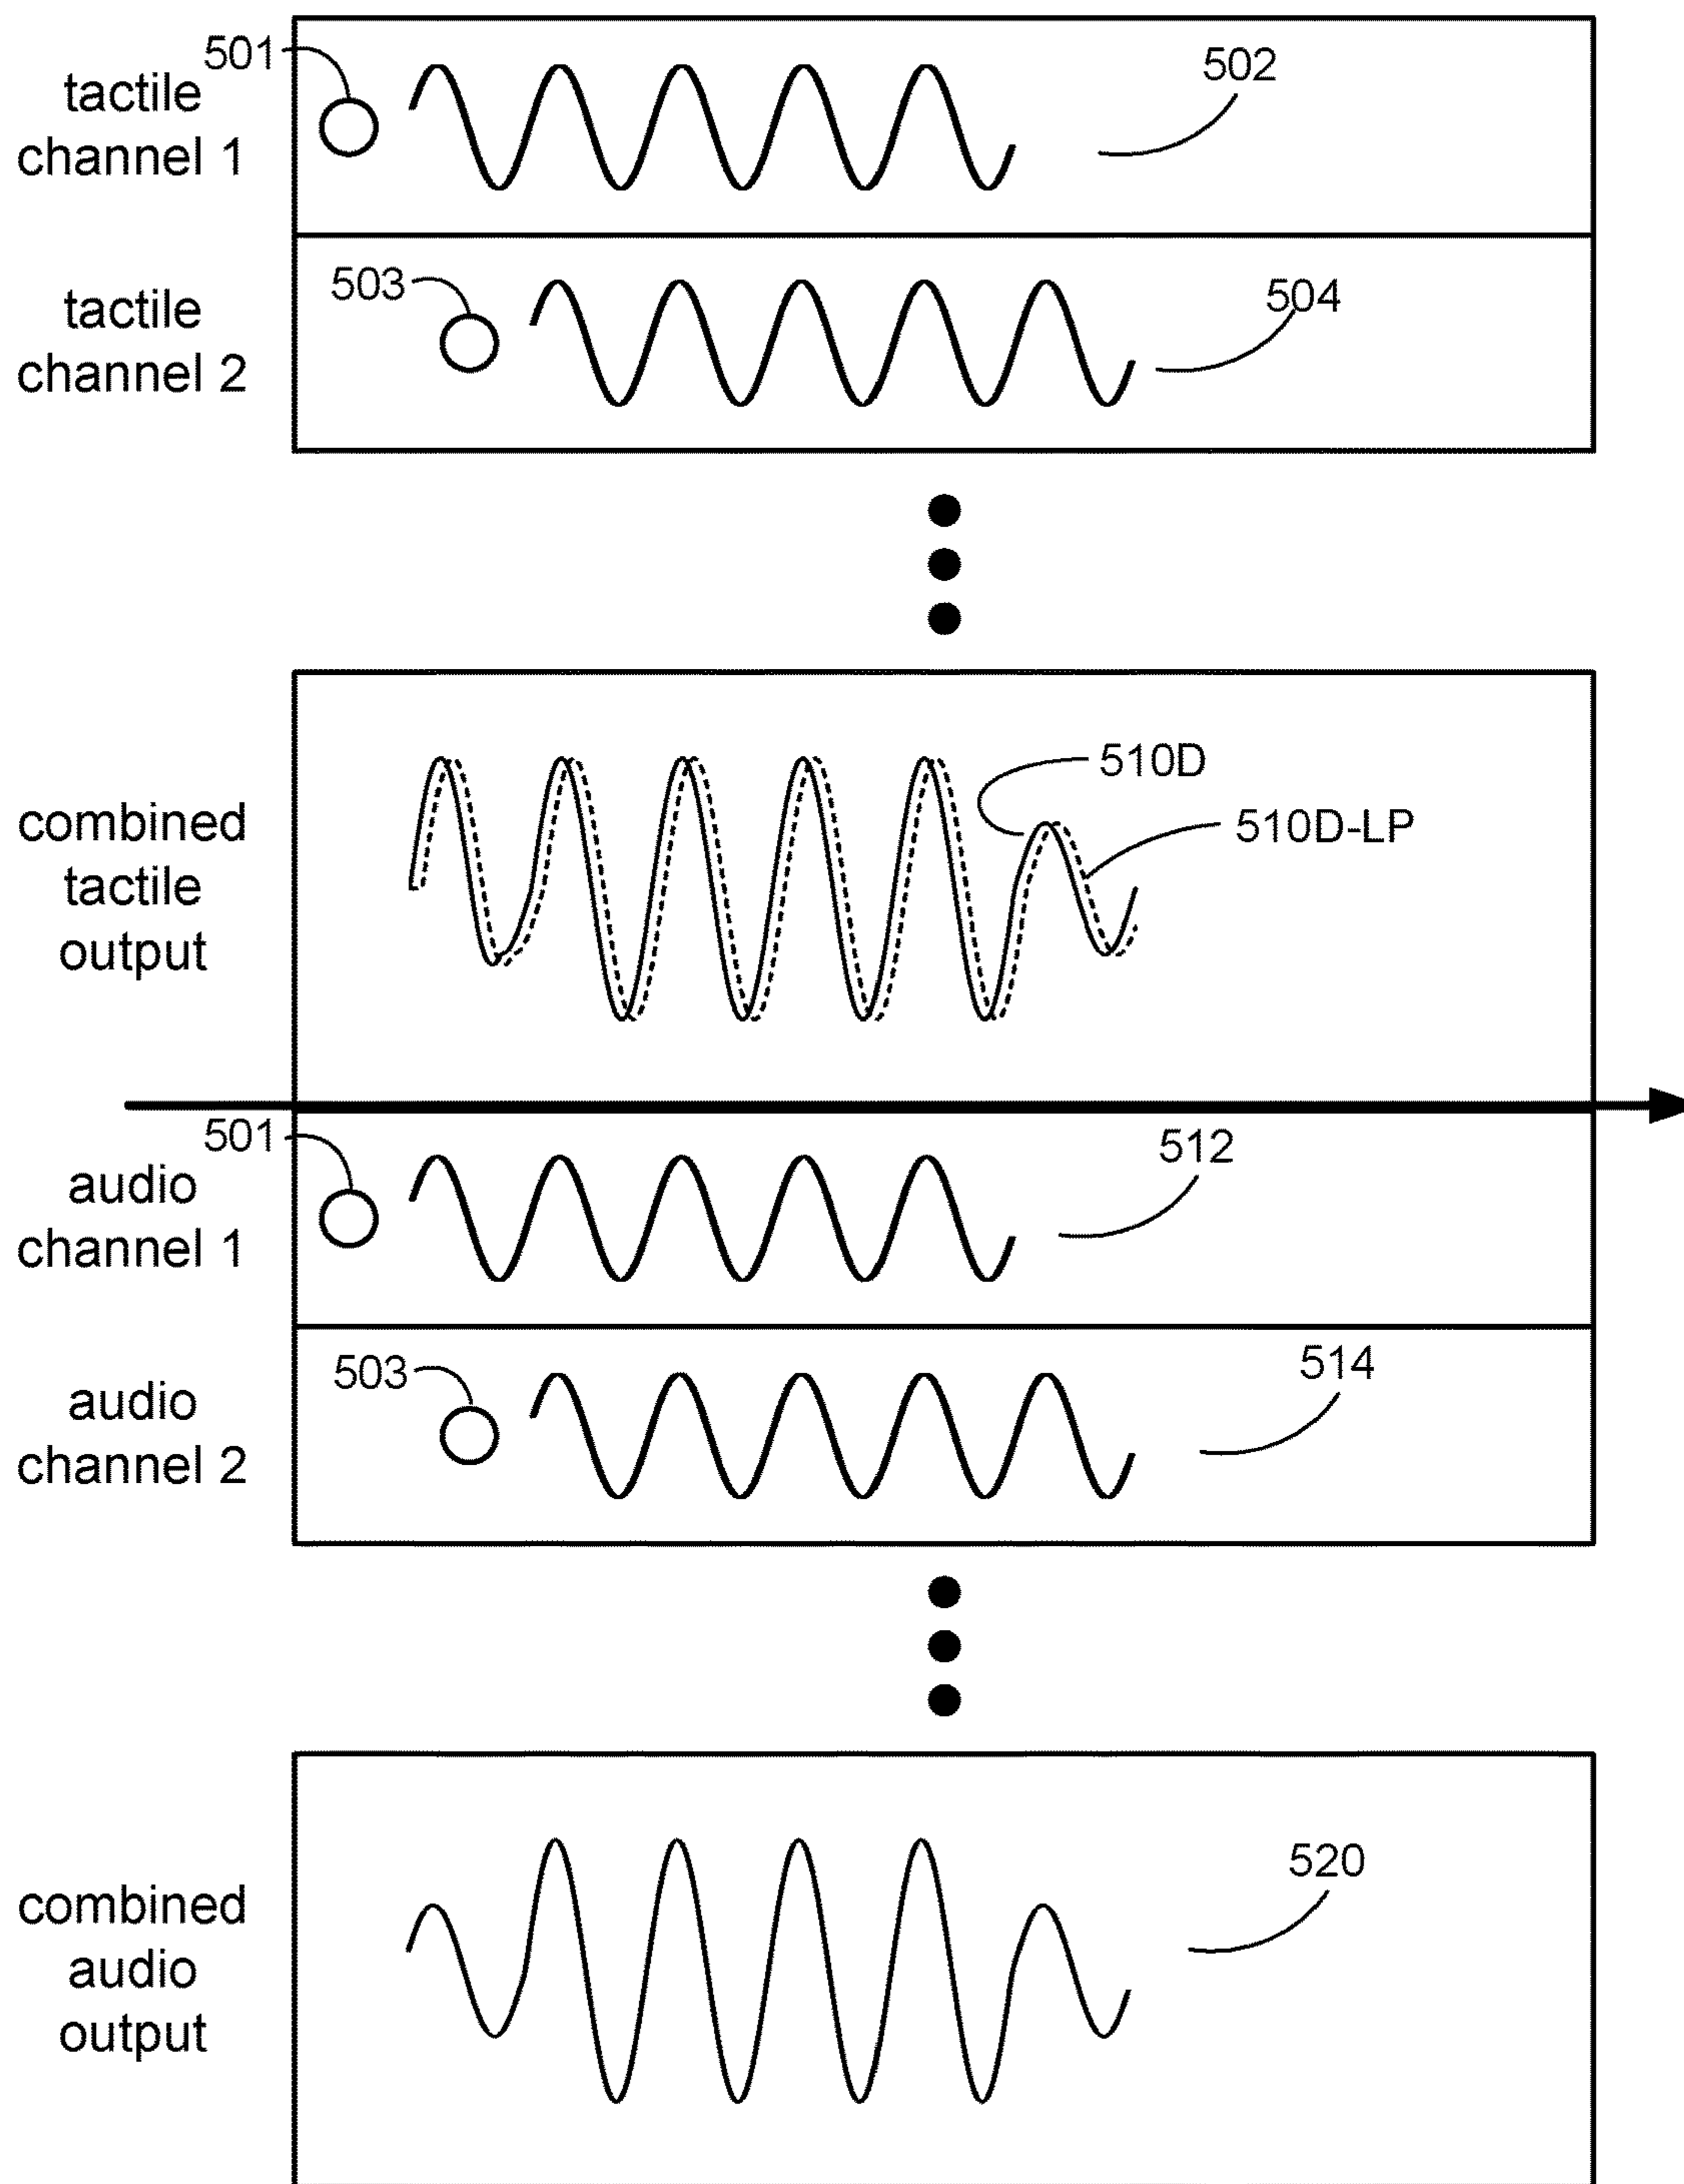 501
tactile
channel 1
502
tactile
channel 2
503
504
combined
tactile
output
510D
510D-LP
501
audio
channel 1
512
audio
channel 2
503
514
combined
audio
output
520